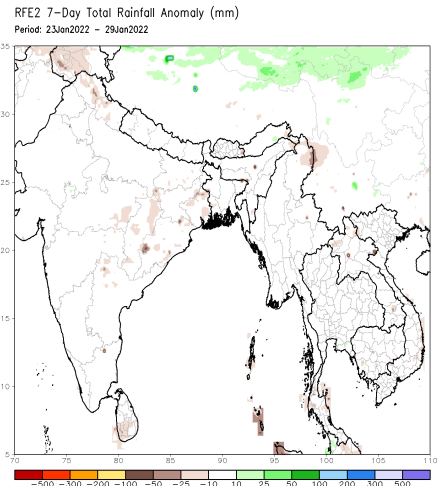 RFE2 7-Day Total Rainfall Anomaly (mm)
Period: 23Jan2022 - 29Jan2022
35
30
25
20
15
10
5
70 75 80 85 90 95 100 105 110
-500 -300 -200 -100 -50 -25 -10 10 25 50 100 200 300 500